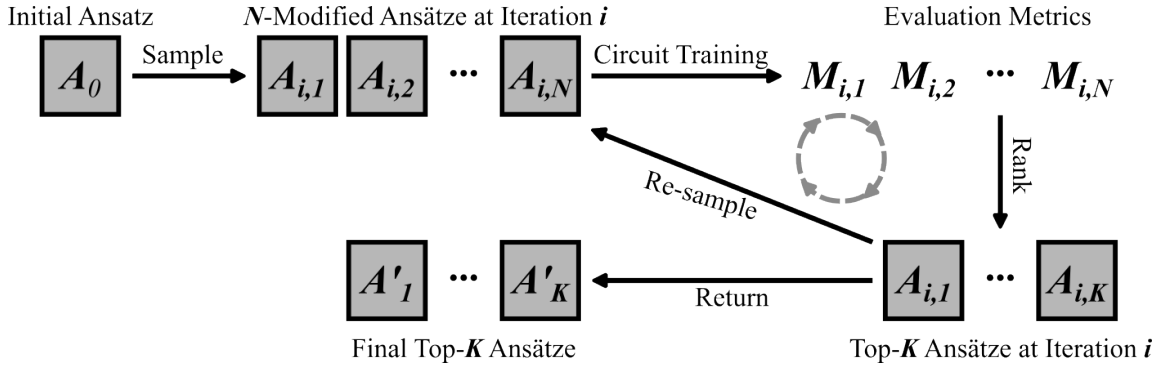 Initial Ansatz
N-Modified Ansätze at Iteration i
Evaluation Metrics
A0
Sample
Ai,1
Ai,2
...
Ai,N
Circuit Training
Mi,1
Mi,2
...
Mi,N
Re-sample
Rank
A'1
...
A'K
Return
Ai,1
...
Ai,K
Final Top-K Ansätze
Top-K Ansätze at Iteration i